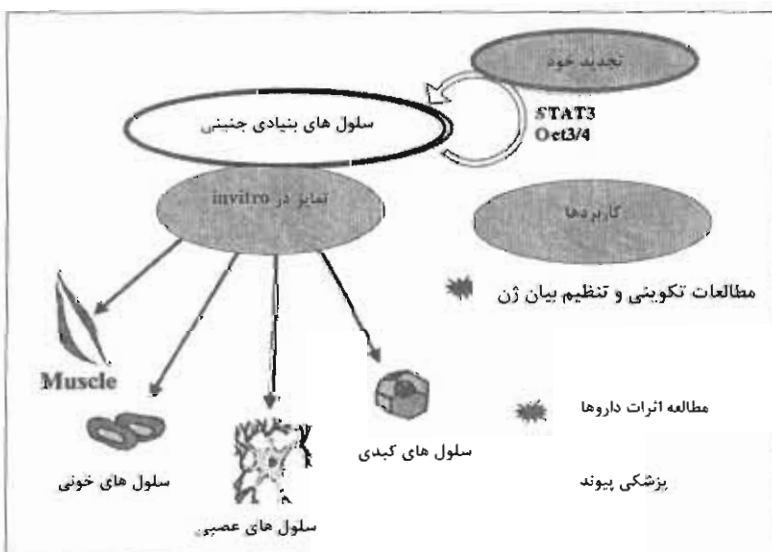 تجدید خود
STAT3
Oct3/4
سلول های بنیادی جنینی
تمایز در invitro
کاربردها
مطالعات تکوینی و تنظیم بیان ژن
Muscle
مطالعه اثرات داروها
سلول های کبدی
سلول های خونی
پزشکی پیوند
سلول های عصبی